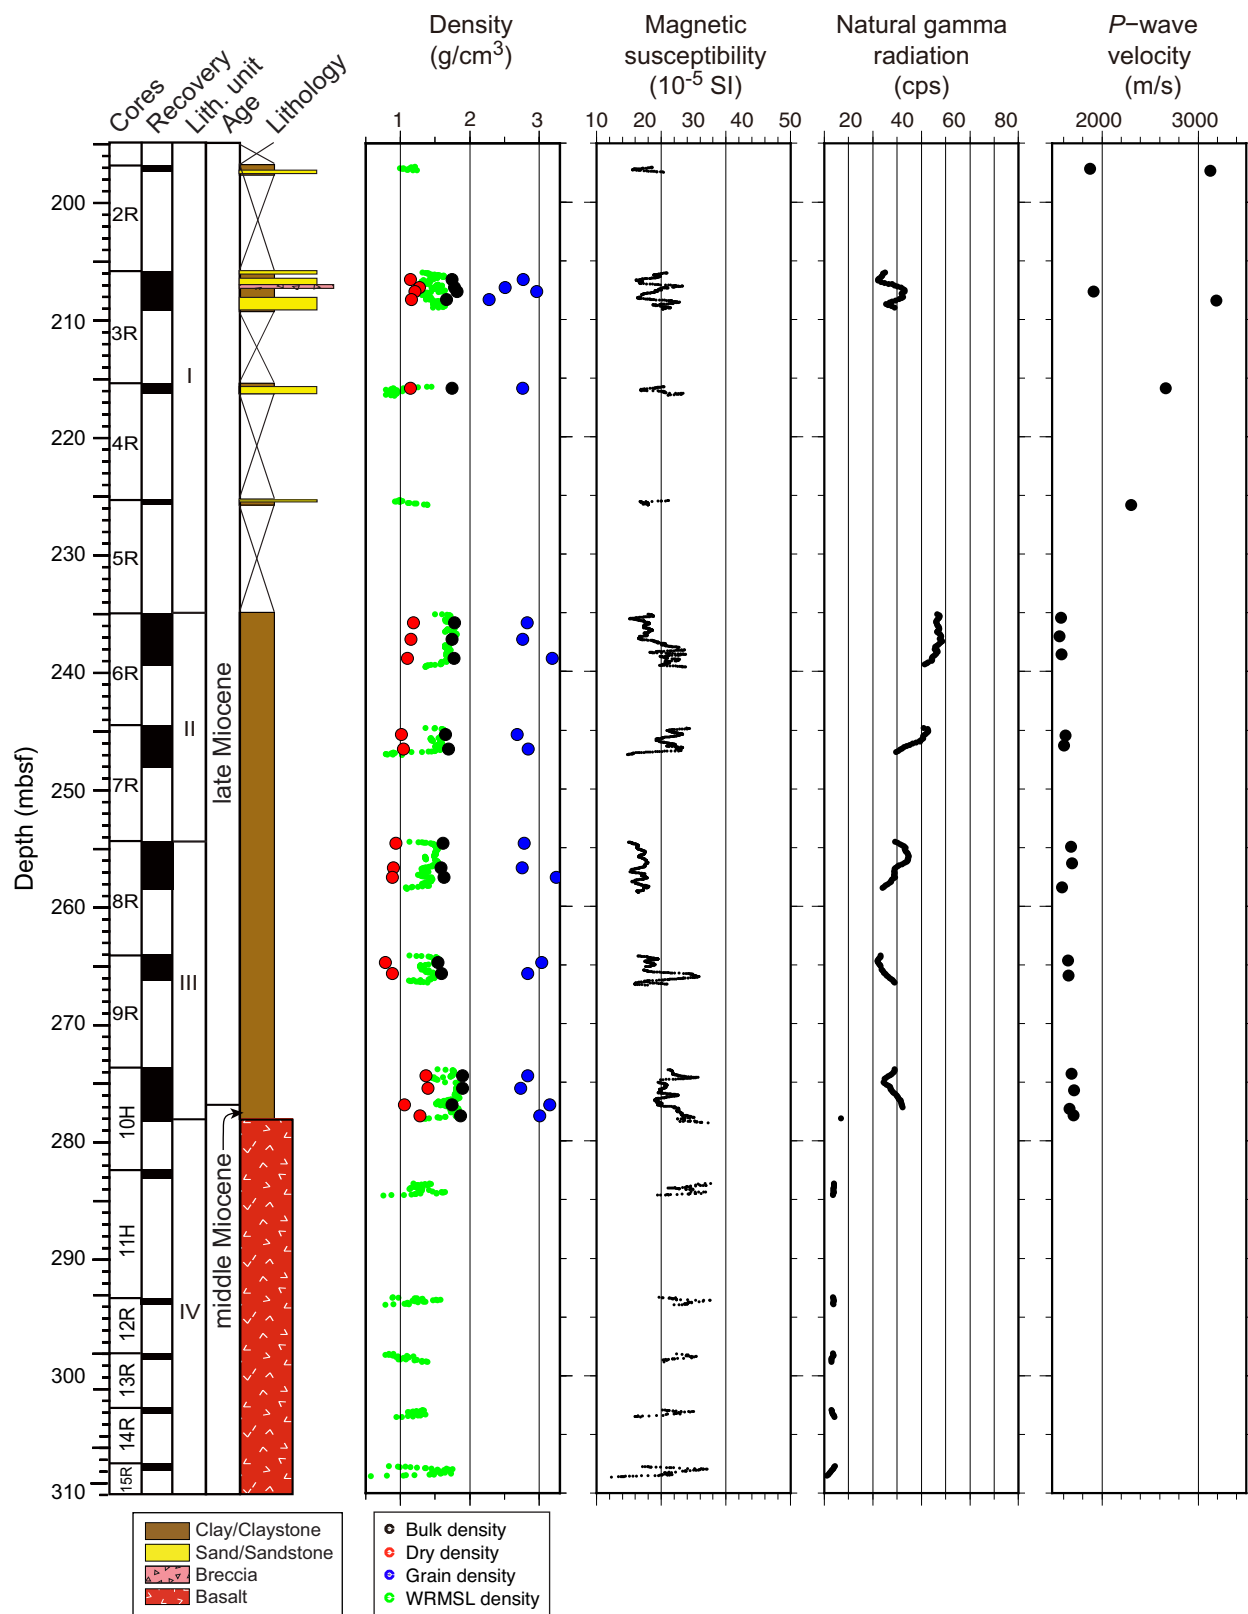 Cores
Recovery
Lith. unit
Age
Lithology
Density
(g/cm3)
Magnetic
susceptibility
(10-5 SI)
Natural gamma
radiation
(cps)
P−wave
velocity
(m/s)
1 2 3
10 20 30 50
20 40 60 80
2000 3000
Depth (mbsf)
200
210
220
230
240
250
260
270
280
290
300
310
2R
3R
4R
5R
6R
7R
8R
9R
10H
11H
12R
13R
14R
15R
I
II
III
IV
late Miocene
middle Miocene
Clay/Claystone
Sand/Sandstone
Breccia
Basalt
Bulk density
Dry density
Grain density
WRMSL density